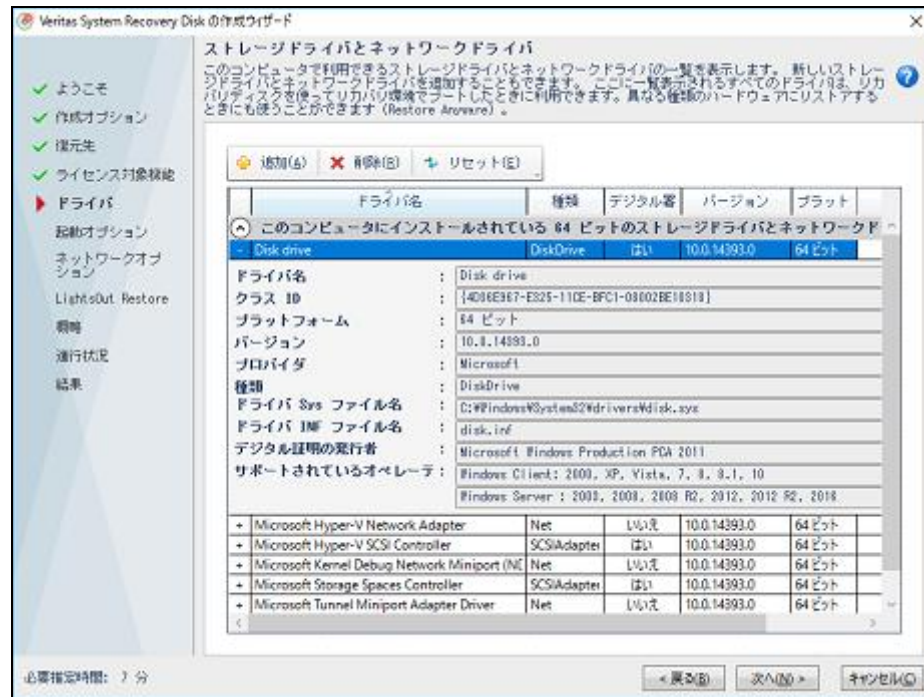 Veritas System Recovery Disk の作成ウィザード
ストレージドライバとネットワークドライバ
このコンピュータで利用できるストレージドライバとネットワークドライバの一覧を表示します。 新しいストレー
ジドライバとネットワークドライバを追加することもできます。 ここに一覧表示されるすべてのドライバは、リカ
バリディスクを使ってリカバリ環境でブートしたときに利用できます。異なる種類のハードウェアにリストアする
ときにも使うことができます (Restore Anyware) 。
ようこそ
作成オプション
復元先
ライセンス対象機能
ドライバ
起動オプション
ネットワークオプ
ション
LightsOut Restore
概略
進行状況
結果
追加(A) 削除(R) リセット(E)
ドライバ名 種類 デジタル署 バージョン プラット
このコンピュータにインストールされている 64 ビットのストレージドライバとネットワークド
- Disk drive DiskDrive はい 10.0.14393.0 64 ビット
ドライバ名 : Disk drive
クラス ID : {4D36E967-E325-11CE-BFC1-08002BE10318}
プラットフォーム : 64 ビット
バージョン : 10.0.14393.0
プロバイダ : Microsoft
種類 : DiskDrive
ドライバ Sys ファイル名 : C:¥Windows¥System32¥drivers¥disk.sys
ドライバ INF ファイル名 : disk.inf
デジタル証明の発行者 : Microsoft Windows Production PCA 2011
サポートされているオペレーテ : Windows Client: 2000, XP, Vista, 7, 8, 8.1, 10
Windows Server : 2003, 2008, 2008 R2, 2012, 2012 R2, 2016
+ Microsoft Hyper-V Network Adapter Net いいえ 10.0.14393.0 64 ビット
+ Microsoft Hyper-V SCSI Controller SCSIAdapter はい 10.0.14393.0 64 ビット
+ Microsoft Kernel Debug Network Miniport (NE Net いいえ 10.0.14393.0 64 ビット
+ Microsoft Storage Spaces Controller SCSIAdapter はい 10.0.14393.0 64 ビット
+ Microsoft Tunnel Miniport Adapter Driver Net いいえ 10.0.14393.0 64 ビット
必要推定時間: 7 分
< 戻る(B) 次へ(N) > キャンセル(C)